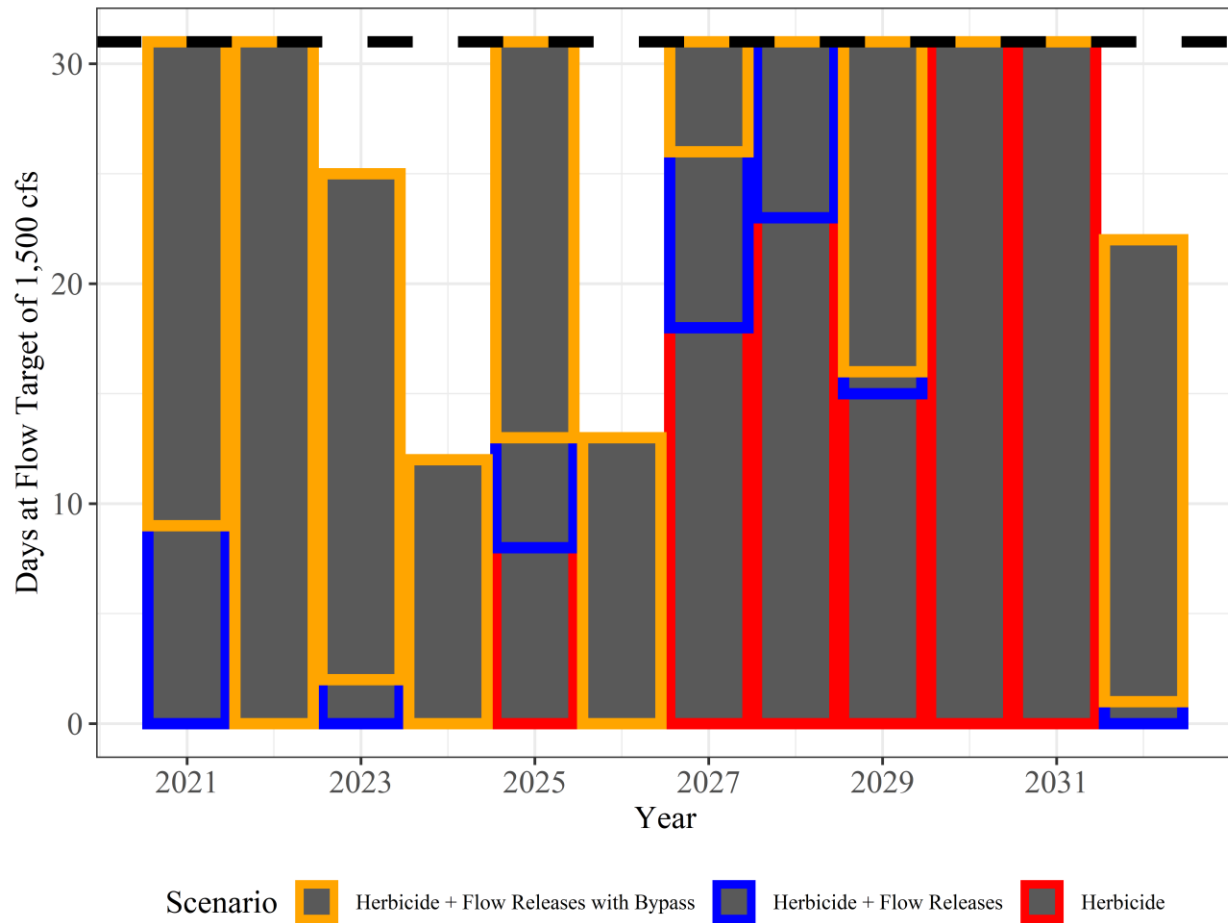 Days at Flow Target of 1,500 cfs
30
20
10
0
2021 2023 2025 2027 2029 2031
Year
Scenario Herbicide + Flow Releases with Bypass Herbicide + Flow Releases Herbicide